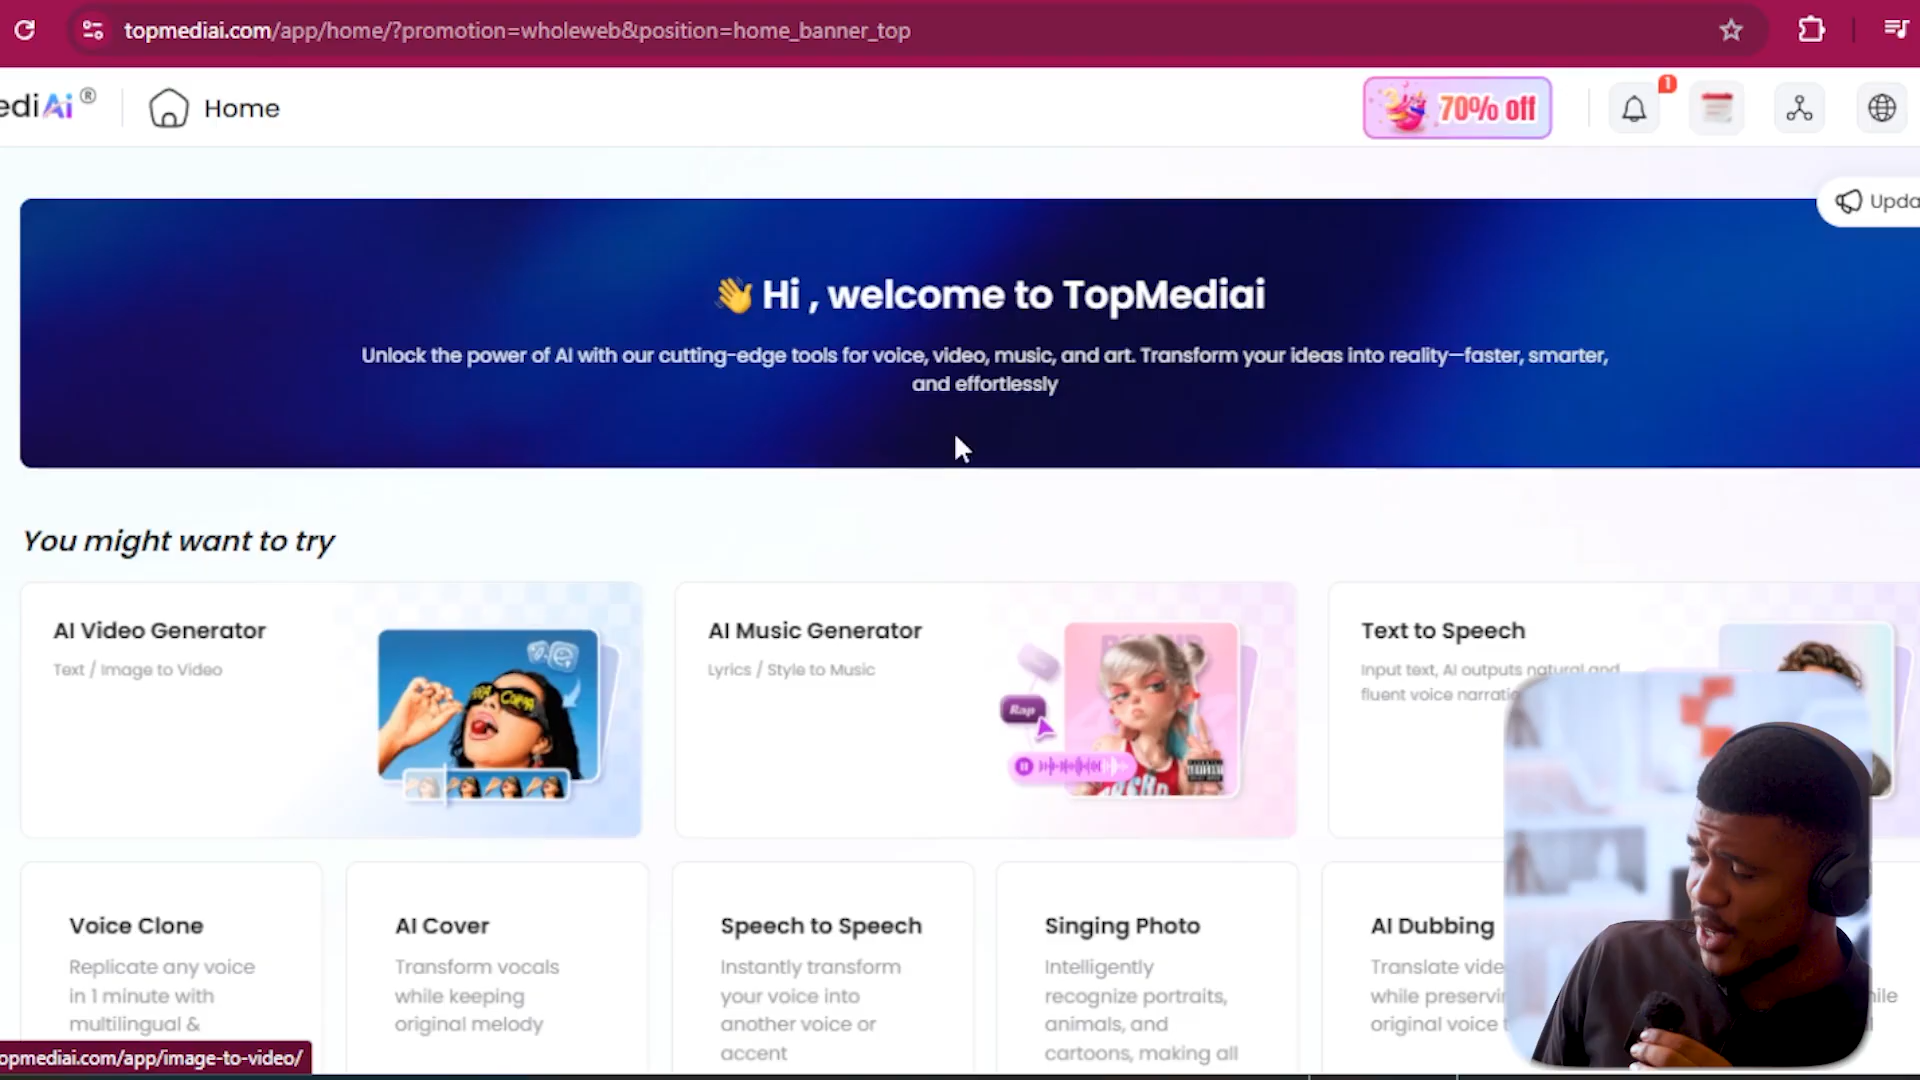 topmediai.com/app/home/?promotion=wholeweb&position=home_banner_top
ediAi ®
Home
70% off
1
Upda
👋 Hi , welcome to TopMediai
Unlock the power of AI with our cutting-edge tools for voice, video, music, and art. Transform your ideas into reality—faster, smarter,
and effortlessly
You might want to try
AI Video Generator
Text / Image to Video
AI Music Generator
Lyrics / Style to Music
Rap
Text to Speech
Input text, AI outputs natural and
fluent voice narratio
Voice Clone
Replicate any voice
in 1 minute with
multilingual &
AI Cover
Transform vocals
while keeping
original melody
Speech to Speech
Instantly transform
your voice into
another voice or
accent
Singing Photo
Intelligently
recognize portraits,
animals, and
cartoons, making all
AI Dubbing
Translate vide
while preservin
original voice t
opmediai.com/app/image-to-video/